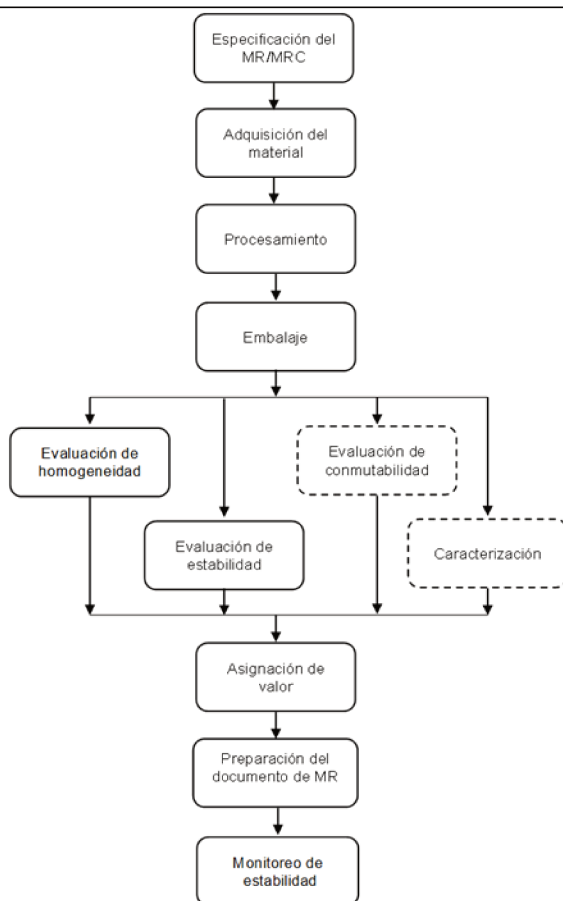 Especificación del
MR/MRC
Adquisición del
material
Procesamiento
Embalaje
Evaluación de
homogeneidad
Evaluación de
conmutabilidad
Evaluación de
estabilidad
Caracterización
Asignación de
valor
Preparación del
documento de MR
Monitoreo de
estabilidad